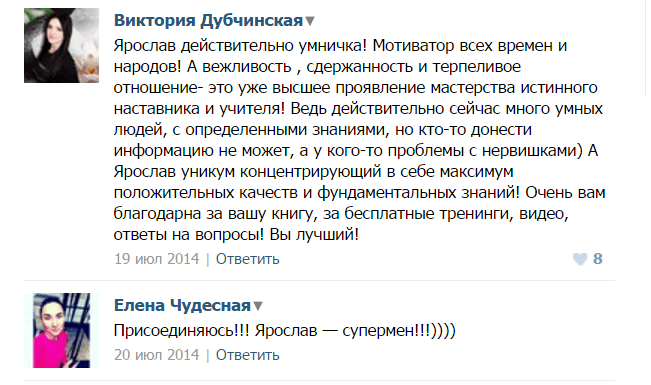 Виктория Дубчинская▾
Ярослав действительно умничка! Мотиватор всех времен и
народов! А вежливость , сдержанность и терпеливое
отношение- это уже высшее проявление мастерства истинного
наставника и учителя! Ведь действительно сейчас много умных
людей, с определенными знаниями, но кто-то донести
информацию не может, а у кого-то проблемы с нервишками) А
Ярослав уникум концентрирующий в себе максимум
положительных качеств и фундаментальных знаний! Очень вам
благодарна за вашу книгу, за бесплатные тренинги, видео,
ответы на вопросы! Вы лучший!
19 июл 2014 | Ответить 8
Елена Чудесная▾
Присоединяюсь!!! Ярослав — супермен!!!))))
20 июл 2014 | Ответить